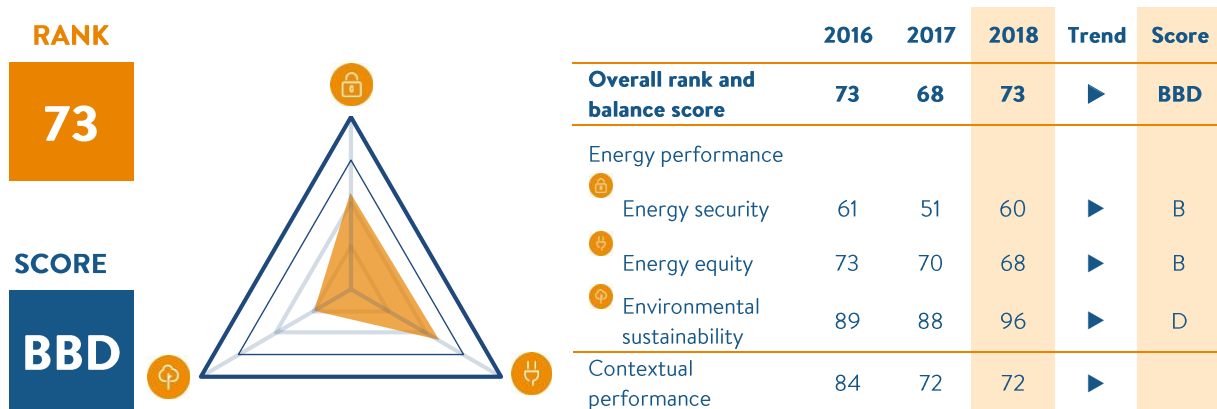 RANK
73
SCORE
BBD
2016 2017 2018 Trend Score
Overall rank and
balance score 73 68 73 BBD
Energy performance
Energy security 61 51 60 B
Energy equity 73 70 68 B
Environmental
sustainability 89 88 96 D
Contextual
performance 84 72 72